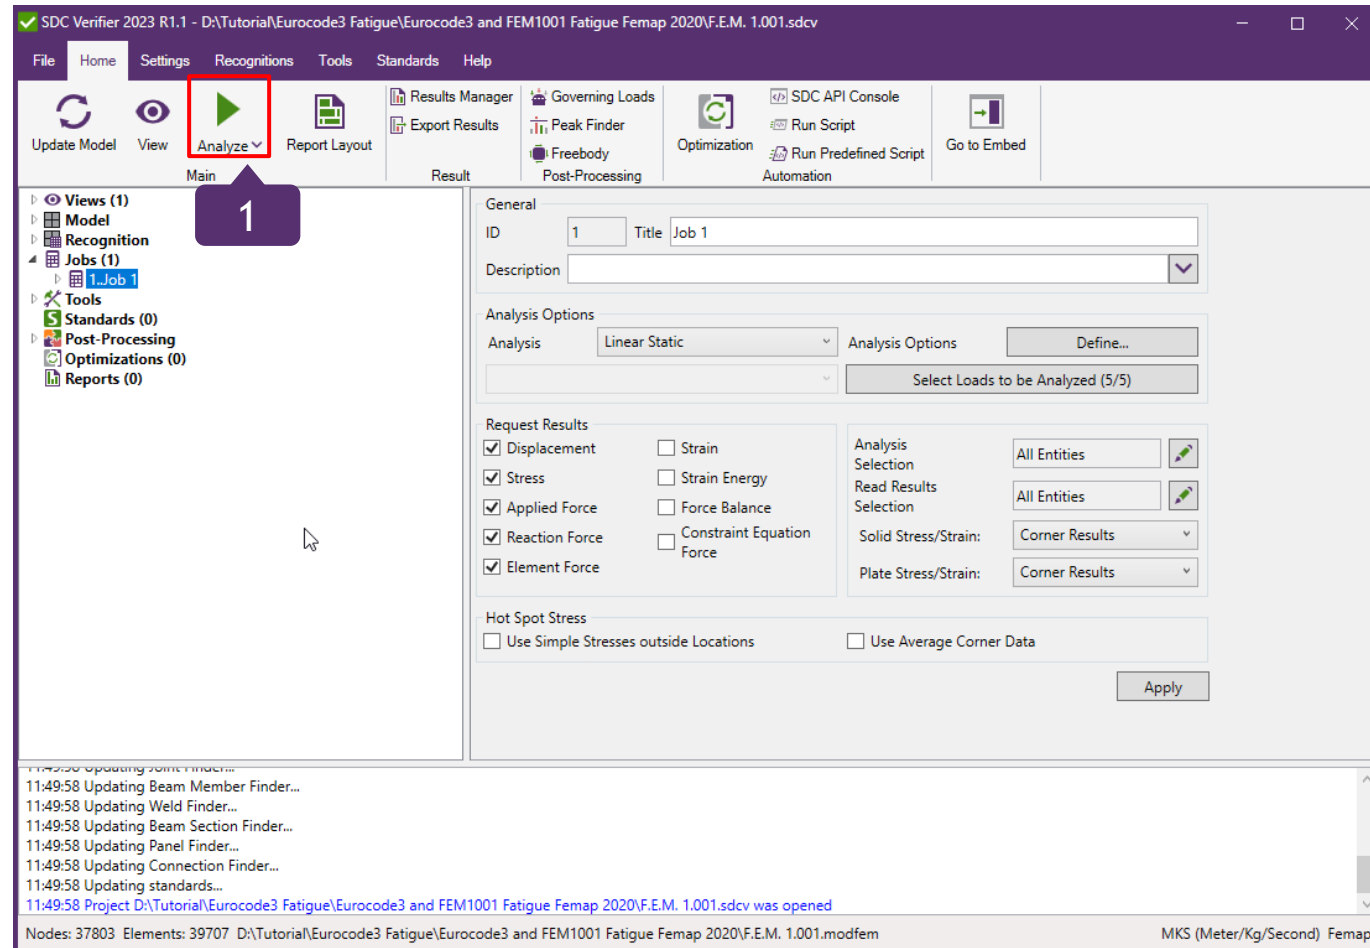 SDC Verifier 2023 R1.1 - D:\Tutorial\Eurocode3 Fatigue\Eurocode3 and FEM1001 Fatigue Femap 2020\F.E.M. 1.001.sdcv
File Home Settings Recognitions Tools Standards Help
Update Model View Analyze Report Layout
Main
Results Manager
Export Results
Result
Governing Loads
Peak Finder
Freebody
Post-Processing
Optimization
SDC API Console
Run Script
Run Predefined Script
Automation
Go to Embed
1
Views (1)
Model
Recognition
Jobs (1)
1..Job 1
Tools
Standards (0)
Post-Processing
Optimizations (0)
Reports (0)
General
ID 1 Title Job 1
Description
Analysis Options
Analysis Linear Static Analysis Options Define...
Select Loads to be Analyzed (5/5)
Request Results
Displacement Strain
Stress Strain Energy
Applied Force Force Balance
Reaction Force Constraint Equation
Force
Element Force
Analysis
Selection All Entities
Read Results
Selection All Entities
Solid Stress/Strain: Corner Results
Plate Stress/Strain: Corner Results
Hot Spot Stress
Use Simple Stresses outside Locations Use Average Corner Data
Apply
11:49:58 Updating Joint Finder...
11:49:58 Updating Beam Member Finder...
11:49:58 Updating Weld Finder...
11:49:58 Updating Beam Section Finder...
11:49:58 Updating Panel Finder...
11:49:58 Updating Connection Finder...
11:49:58 Updating standards...
11:49:58 Project D:\Tutorial\Eurocode3 Fatigue\Eurocode3 and FEM1001 Fatigue Femap 2020\F.E.M. 1.001.sdcv was opened
Nodes: 37803 Elements: 39707 D:\Tutorial\Eurocode3 Fatigue\Eurocode3 and FEM1001 Fatigue Femap 2020\F.E.M. 1.001.modfem MKS (Meter/Kg/Second) Femap